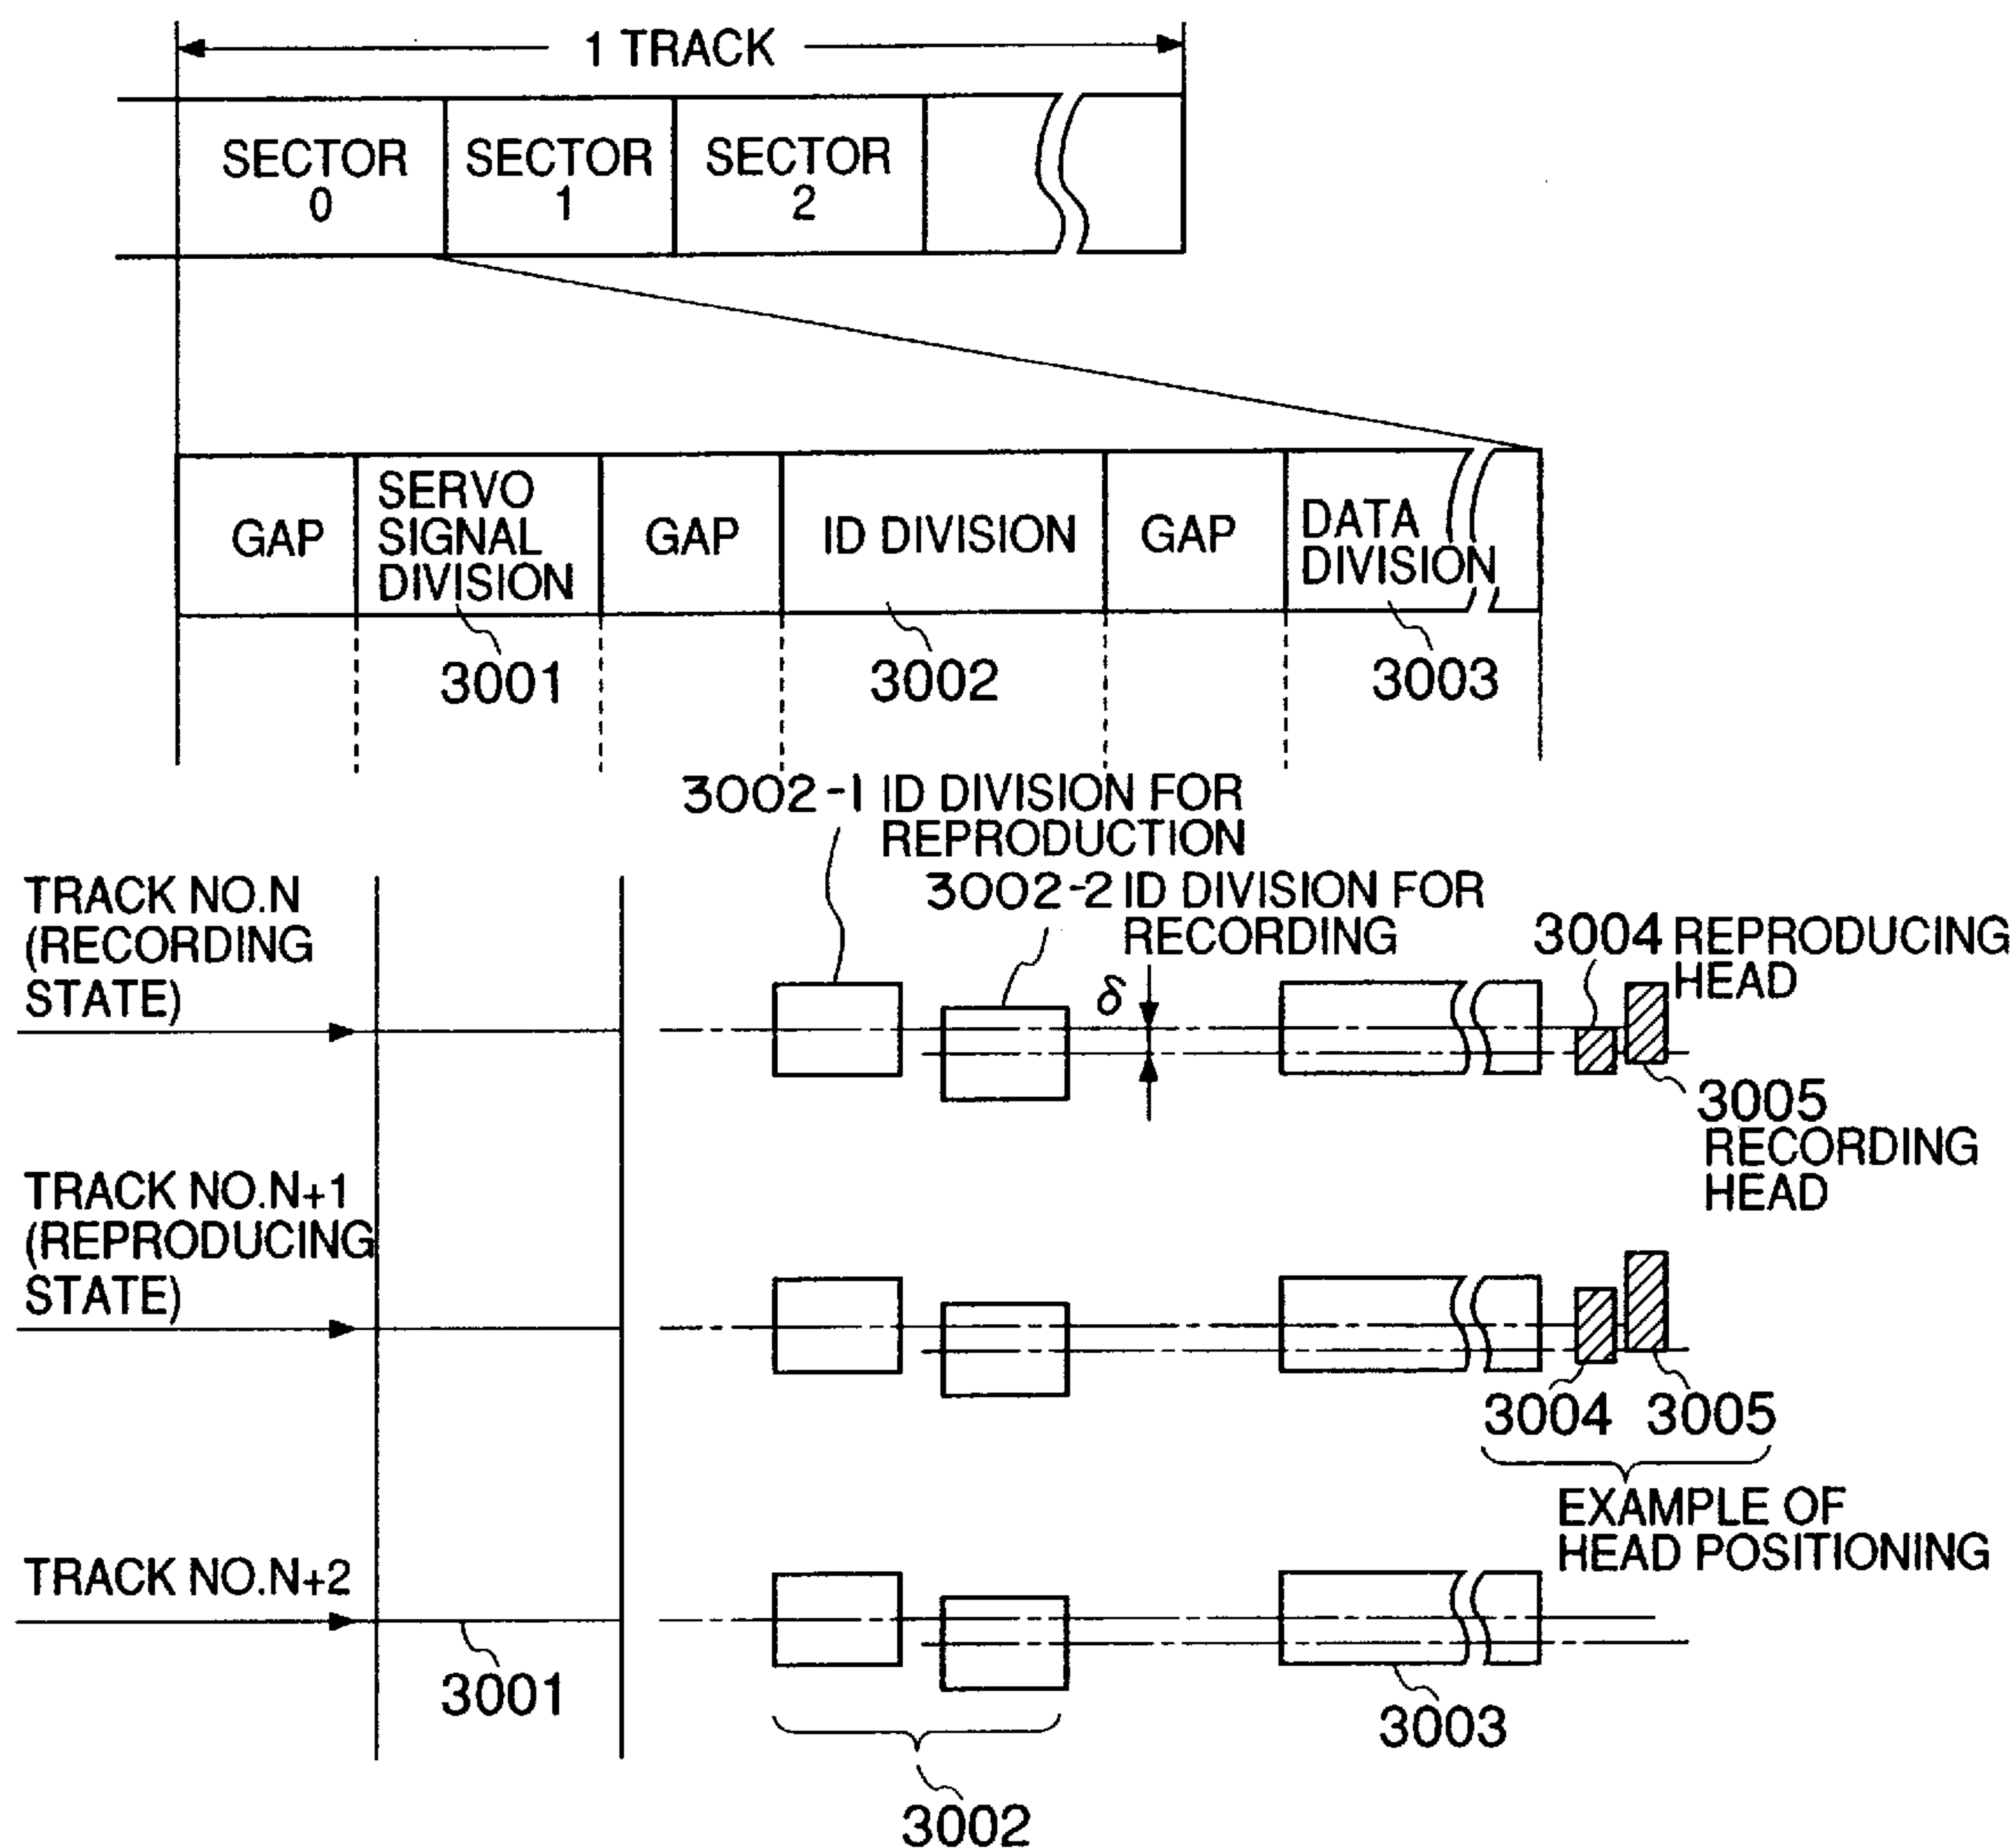 1 TRACK
SECTOR
0
SECTOR
1
SECTOR
2
GAP
SERVO
SIGNAL
DIVISION
GAP
ID DIVISION
GAP
DATA
DIVISION
3001
3002
3003
3002-1 ID DIVISION FOR
REPRODUCTION
3002-2 ID DIVISION FOR
RECORDING
TRACK NO.N
(RECORDING
STATE)
δ
3004 REPRODUCING
HEAD
3005
RECORDING
HEAD
TRACK NO.N+1
(REPRODUCING
STATE)
3004 3005
EXAMPLE OF
HEAD POSITIONING
TRACK NO.N+2
3001
3003
3002